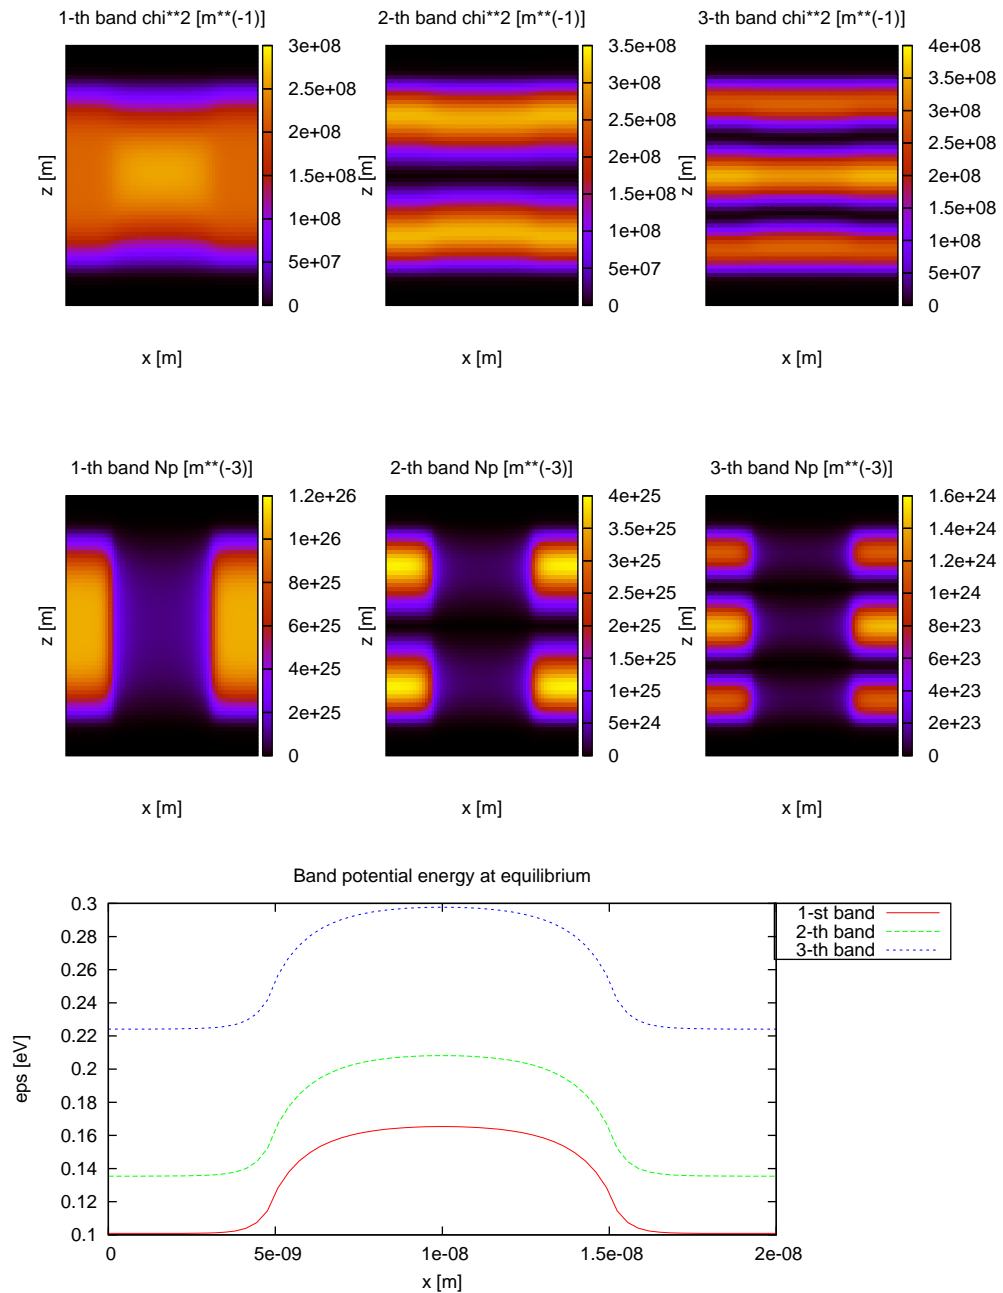 1-th band chi**2 [m**(-1)]
3e+08
2.5e+08
2e+08
1.5e+08
1e+08
5e+07
0
z [m]
x [m]
2-th band chi**2 [m**(-1)]
3.5e+08
3e+08
2.5e+08
2e+08
1.5e+08
1e+08
5e+07
0
z [m]
x [m]
3-th band chi**2 [m**(-1)]
4e+08
3.5e+08
3e+08
2.5e+08
2e+08
1.5e+08
1e+08
5e+07
0
z [m]
x [m]
1-th band Np [m**(-3)]
1.2e+26
1e+26
8e+25
6e+25
4e+25
2e+25
0
z [m]
x [m]
2-th band Np [m**(-3)]
4e+25
3.5e+25
3e+25
2.5e+25
2e+25
1.5e+25
1e+25
5e+24
0
z [m]
x [m]
3-th band Np [m**(-3)]
1.6e+24
1.4e+24
1.2e+24
1e+24
8e+23
6e+23
4e+23
2e+23
0
z [m]
x [m]
Band potential energy at equilibrium
0.3
0.28
0.26
0.24
0.22
0.2
0.18
0.16
0.14
0.12
0.1
eps [eV]
0
5e-09
1e-08
1.5e-08
2e-08
x [m]
1-st band
2-th band
3-th band